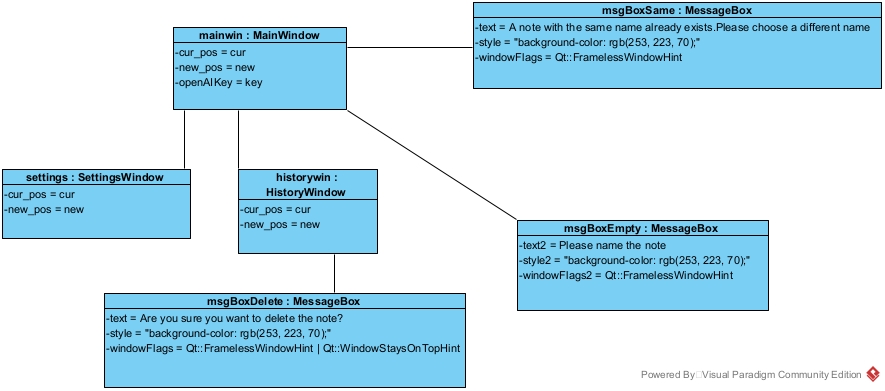 mainwin : MainWindow
-cur_pos = cur
-new_pos = new
-openAIKey = key
msgBoxSame : MessageBox
-text = A note with the same name already exists.Please choose a different name
-style = "background-color: rgb(253, 223, 70);"
-windowFlags = Qt::FramelessWindowHint
settings : SettingsWindow
-cur_pos = cur
-new_pos = new
historywin :
HistoryWindow
-cur_pos = cur
-new_pos = new
msgBoxEmpty : MessageBox
-text2 = Please name the note
-style2 = "background-color: rgb(253, 223, 70);"
-windowFlags2 = Qt::FramelessWindowHint
msgBoxDelete : MessageBox
-text = Are you sure you want to delete the note?
-style = "background-color: rgb(253, 223, 70);"
-windowFlags = Qt::FramelessWindowHint | Qt::WindowStaysOnTopHint
Powered By Visual Paradigm Community Edition